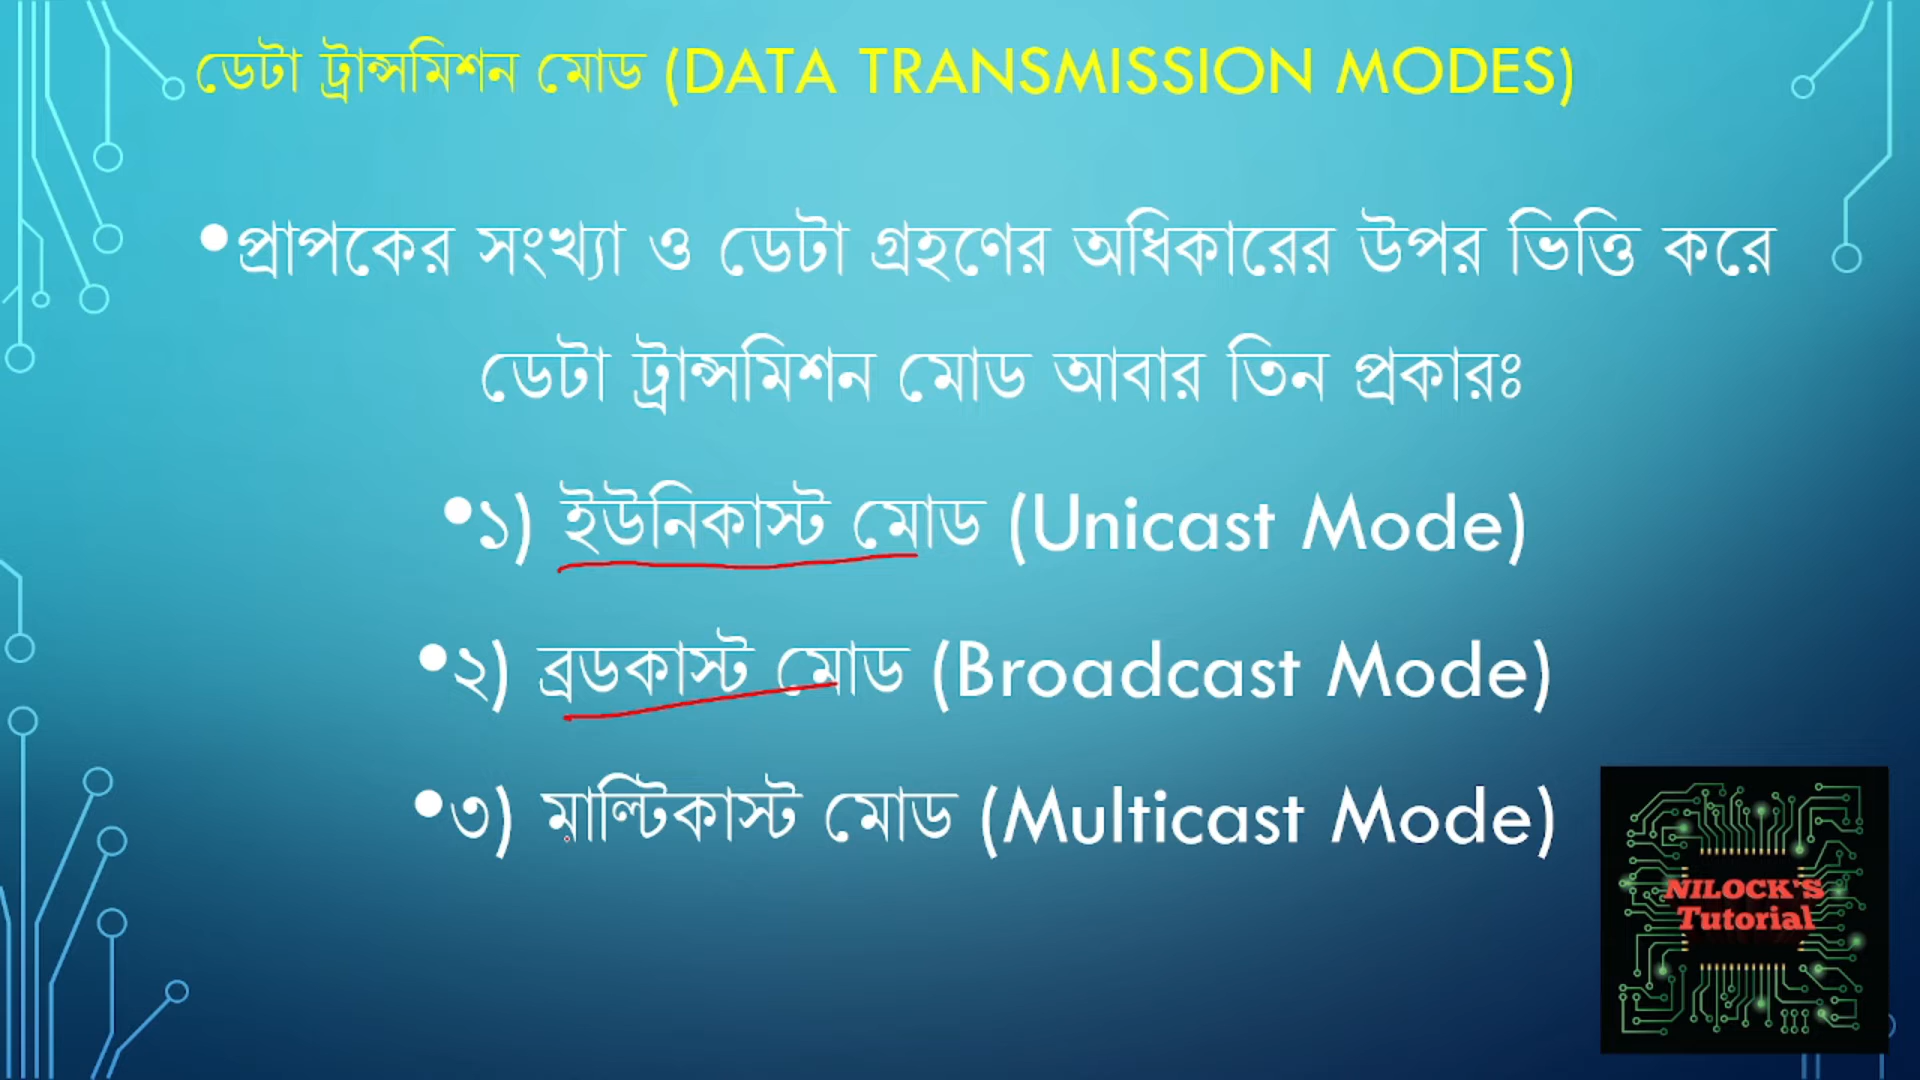 ডেটা ট্রান্সমিশন মোড (DATA TRANSMISSION MODES)
•প্রাপকের সংখ্যা ও ডেটা গ্রহণের অধিকারের উপর ভিত্তি করে
ডেটা ট্রান্সমিশন মোড আবার তিন প্রকারঃ
•১) ইউনিকাস্ট মোড (Unicast Mode)
•২) ব্রডকাস্ট মোড (Broadcast Mode)
•৩) মাল্টিকাস্ট মোড (Multicast Mode)
NILOCK'S
Tutorial